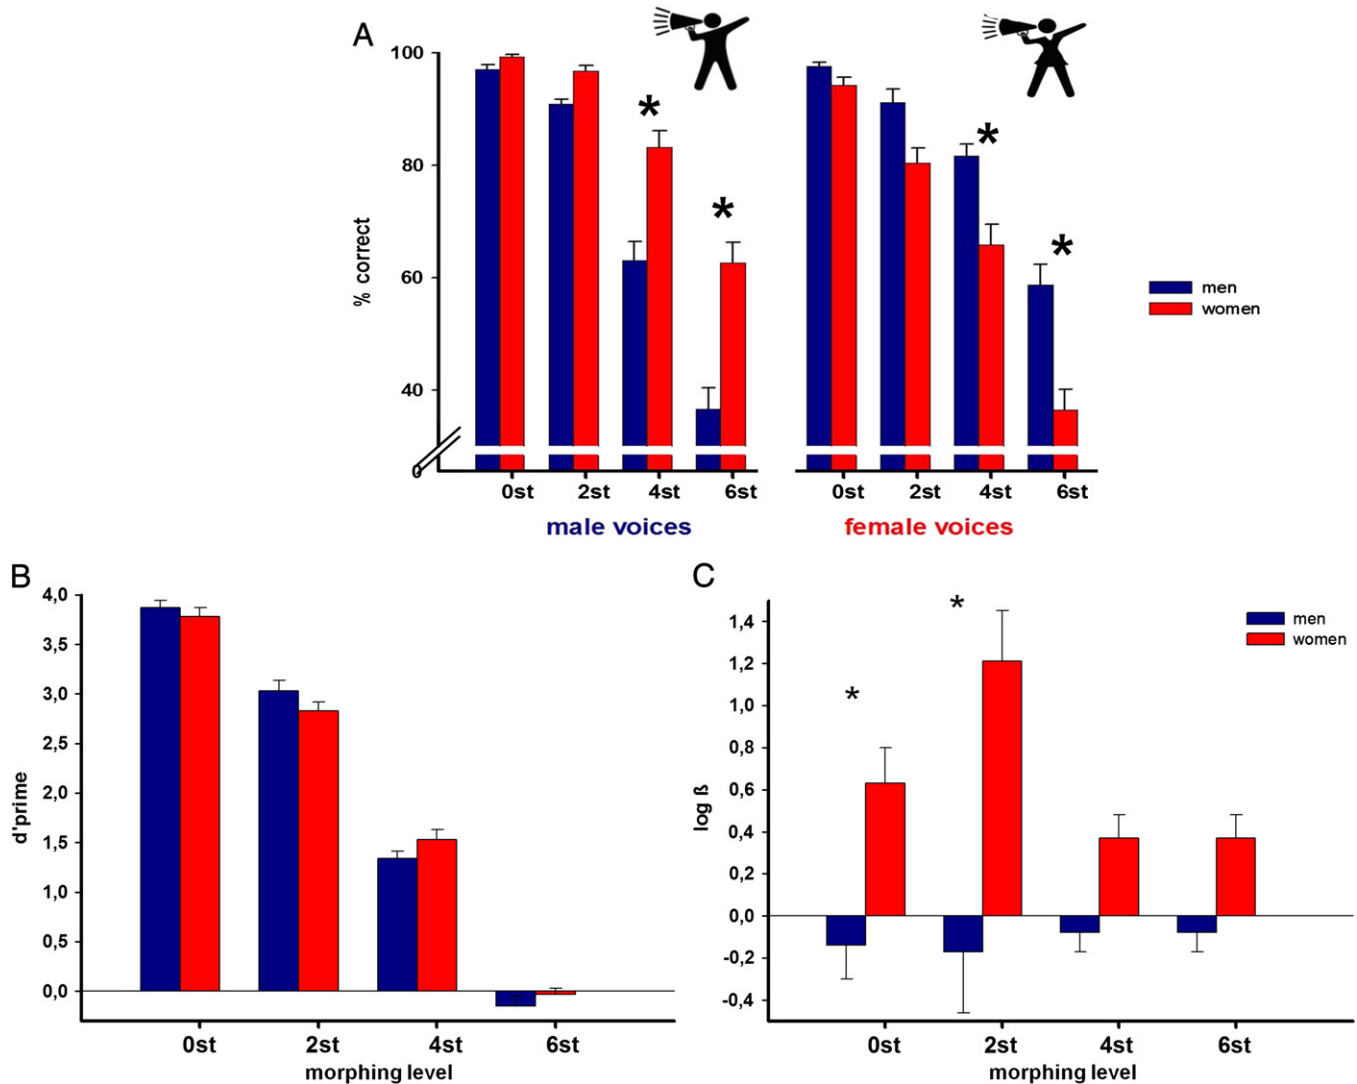 A
100
80
60
40
0
% correct
*
*
*
*
men
women
0st 2st 4st 6st
0st 2st 4st 6st
male voices
female voices
B
4,0
3,5
3,0
2,5
2,0
1,5
1,0
0,5
0,0
d'prime
0st 2st 4st 6st
morphing level
C
1,4
1,2
1,0
0,8
0,6
0,4
0,2
0,0
-0,2
-0,4
log ß
*
*
men
women
0st 2st 4st 6st
morphing level